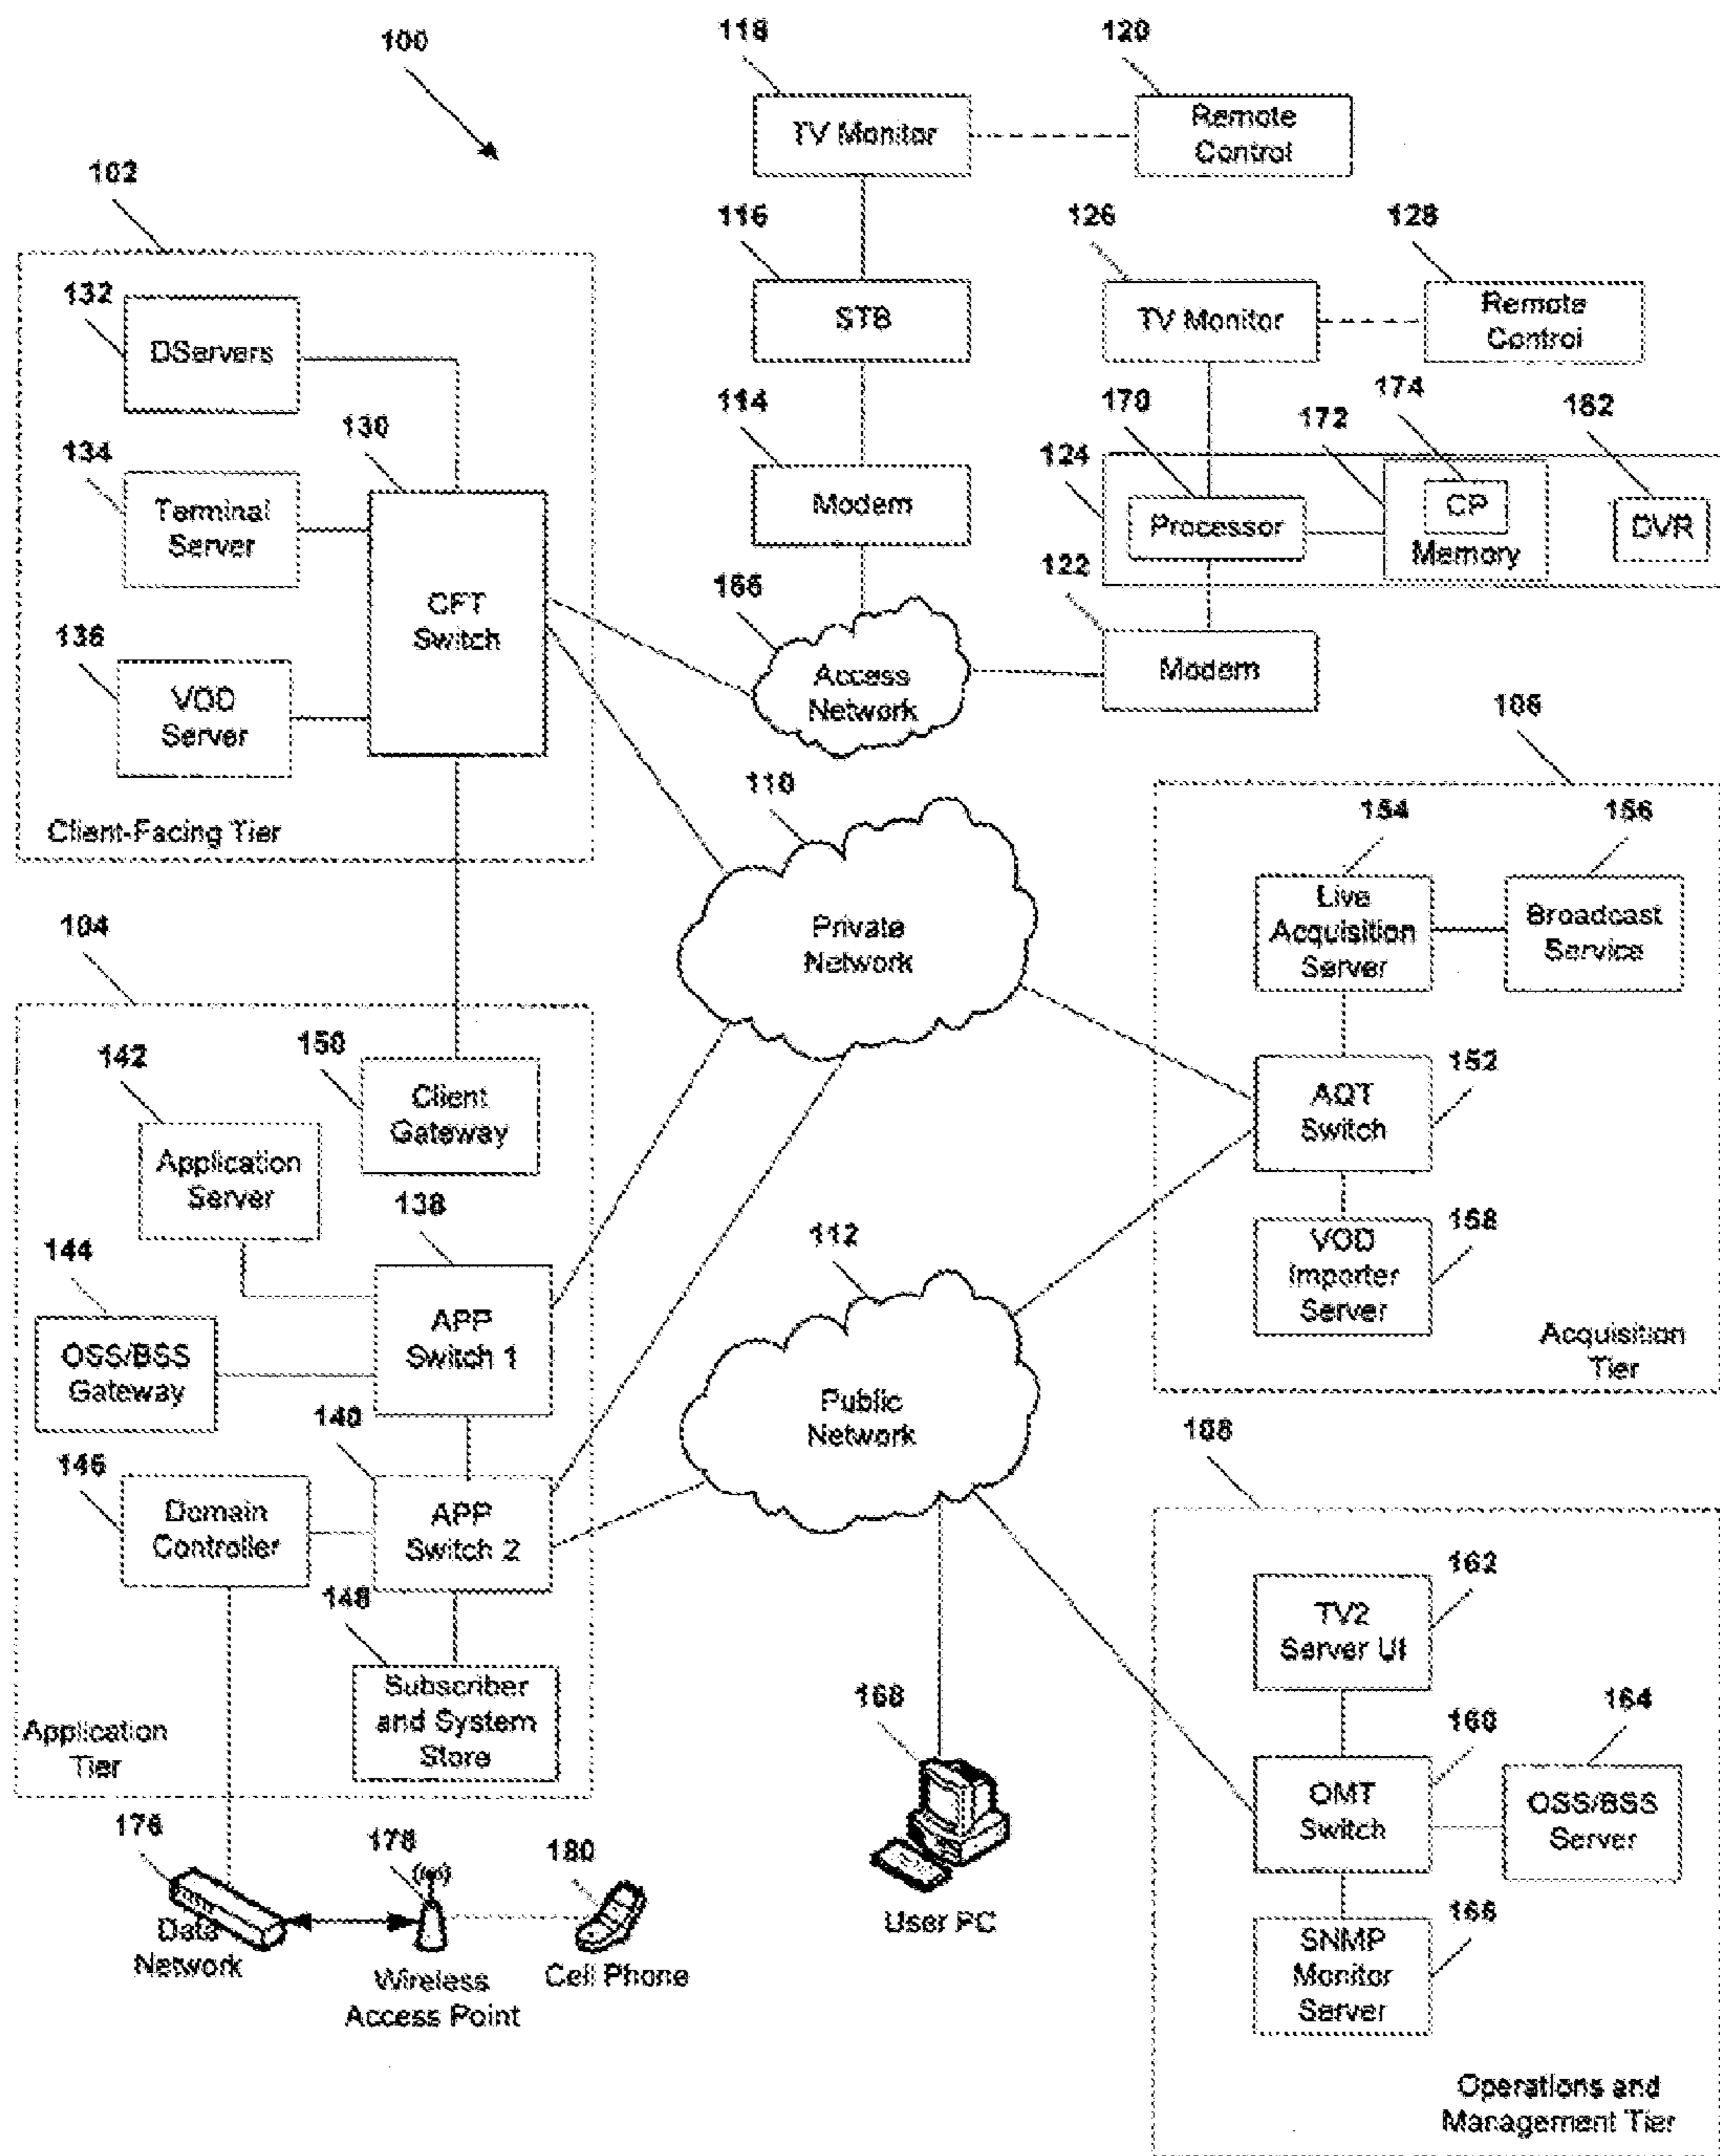 100
118
120
TV Monitor
Remote
Control
102
116
126
128
132
DServers
STB
TV Monitor
Remote
Control
130
114
170
172
174
182
134
124
Terminal
Server
Modem
Processor
CP
Memory
DVR
122
166
136
CFT
Switch
VOD
Server
Access
Network
Modem
106
110
Client-Facing Tier
154
156
Live
Acquisition
Server
Broadcast
Service
104
Private
Network
142
150
152
Client
Gateway
AQT
Switch
Application
Server
138
112
158
144
VOD
Importer
Server
APP
Switch 1
Acquisition
Tier
OSS/BSS
Gateway
Public
Network
140
108
146
Domain
Controller
APP
Switch 2
148
162
TV2
Server UI
Subscriber
and System
Store
168
164
160
Application
Tier
OMT
Switch
OSS/BSS
Server
176
178
180
166
User PC
Data
Network
SNMP
Monitor
Server
Wireless
Access Point
Cell Phone
Operations and
Management Tier